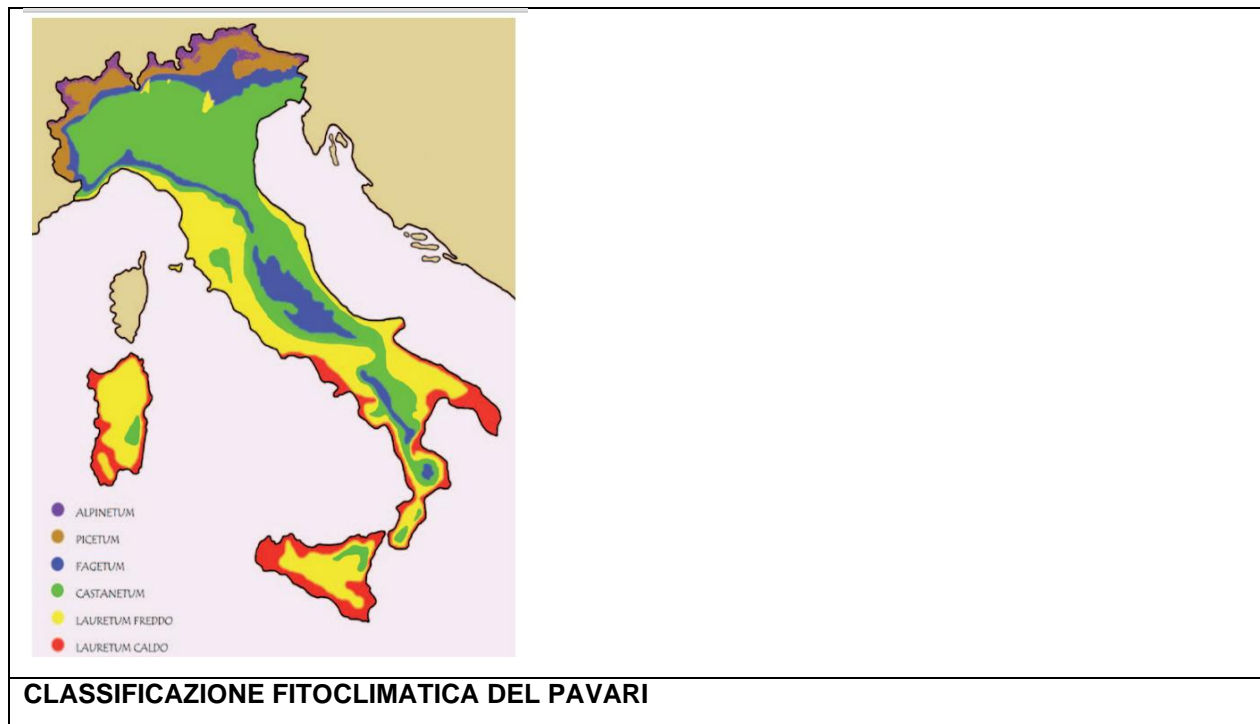 ALPINETUM
PICETUM
FAGETUM
CASTANETUM
LAURETUM FREDDO
LAURETUM CALDO
CLASSIFICAZIONE FITOCLIMATICA DEL PAVARI